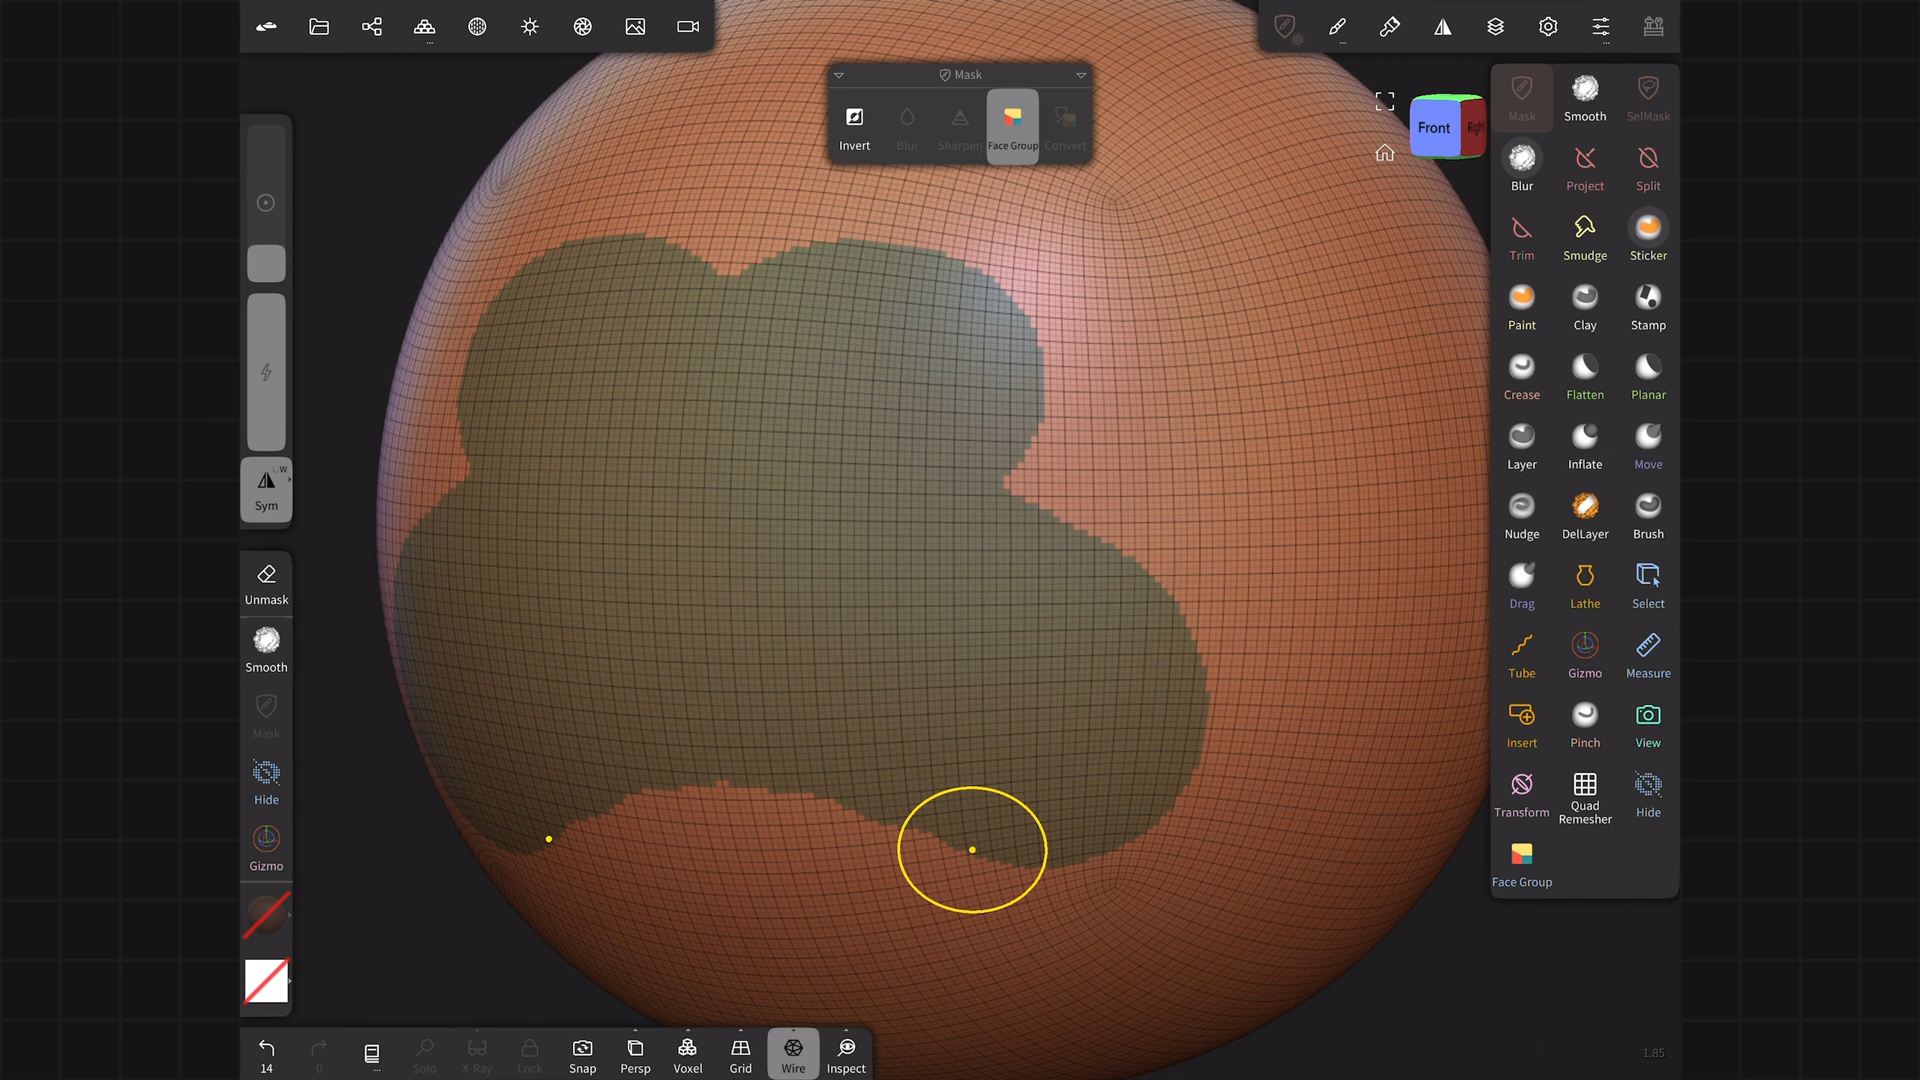 Mask
Invert
Blur
Sharpen
Face Group
Convert
Front
Right
Mask
Smooth
SelMask
Blur
Project
Split
Trim
Smudge
Sticker
Paint
Clay
Stamp
Crease
Flatten
Planar
Layer
Inflate
Move
Nudge
DelLayer
Brush
Drag
Lathe
Select
Tube
Gizmo
Measure
Insert
Pinch
View
Transform
Quad
Remesher
Hide
Face Group
Sym
Unmask
Smooth
Mask
Hide
Gizmo
14
0
Solo
X-Ray
Lock
Snap
Persp
Voxel
Grid
Wire
Inspect
1.85